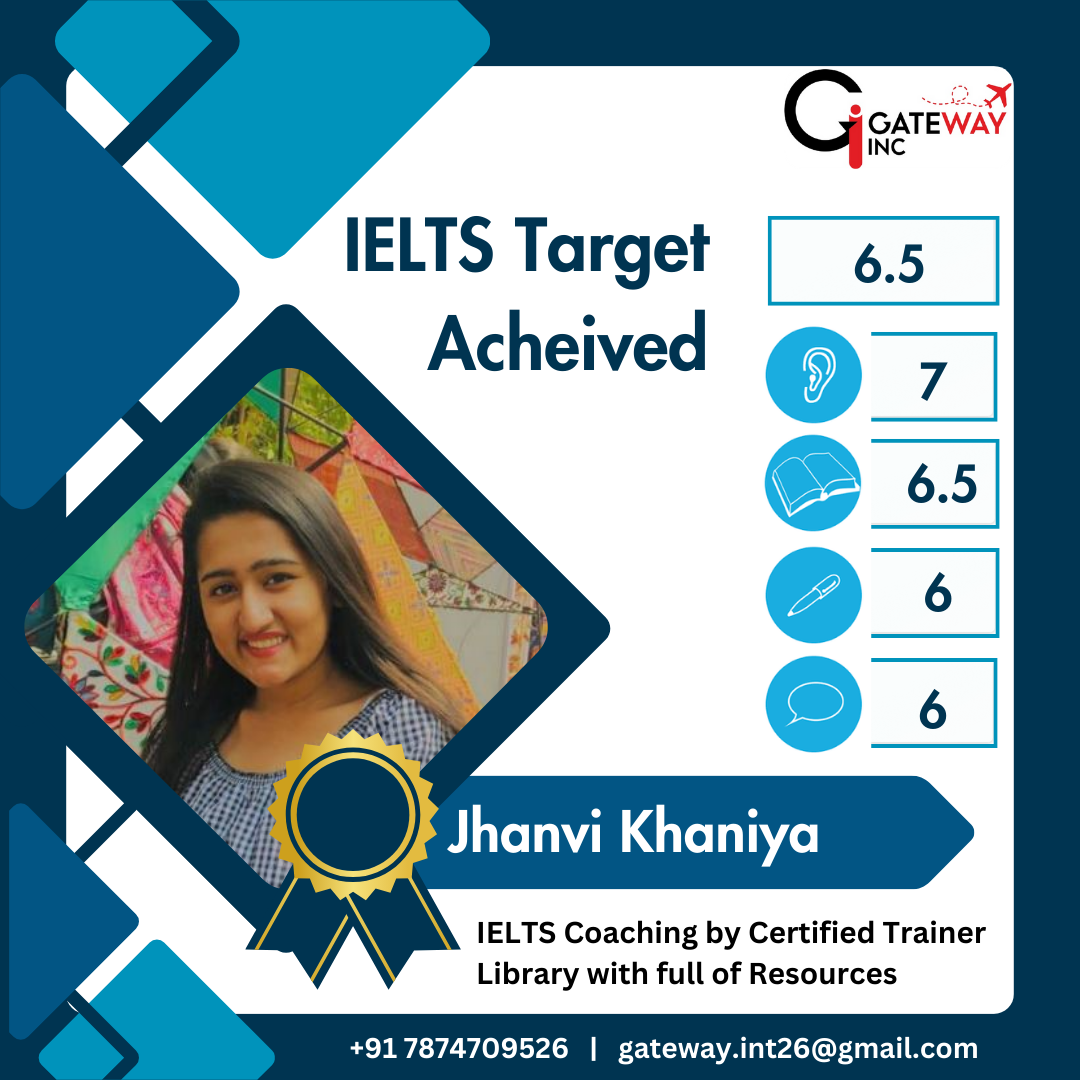 GATEWAY
INC
IELTS Target
Acheived
6.5
7
6.5
6
6
Jhanvi Khaniya
IELTS Coaching by Certified Trainer
Library with full of Resources
+91 7874709526 | gateway.int26@gmail.com